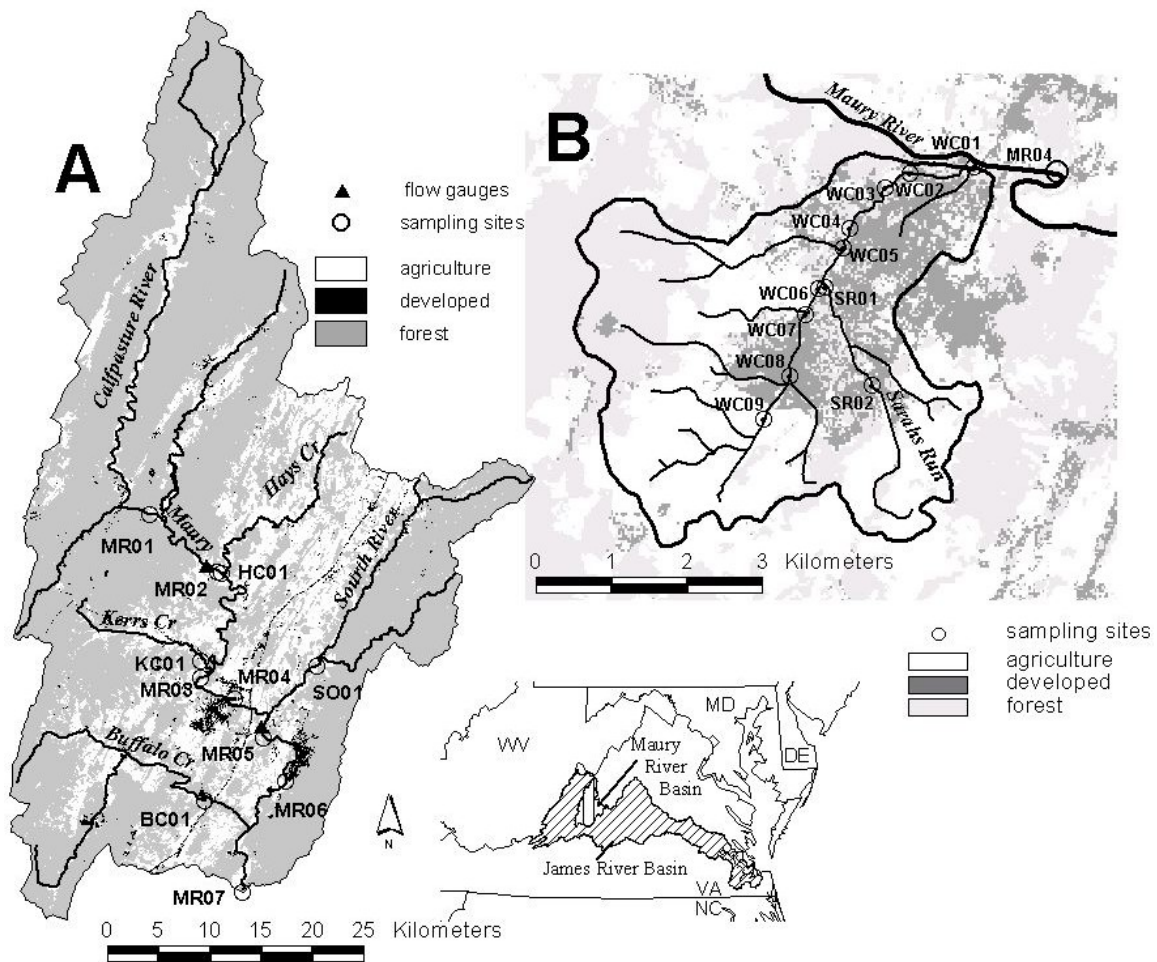 A
flow gauges
sampling sites
agriculture
developed
forest
Calfpasture River
Hays Cr
Maury
Sourth River
MR01
MR02
HC01
Kerrs Cr
KC01
MR03
MR04
SO01
MR05
Buffalo Cr
BC01
MR06
MR07
N
0 5 10 15 20 25 Kilometers
B
Maury River
WC01
MR04
WC02
WC03
WC04
WC05
WC06
SR01
WC07
WC08
SR02
WC09
Sarahs Run
0 1 2 3 Kilometers
sampling sites
agriculture
developed
forest
MD
WV
DE
Maury
River
Basin
James River Basin
VA
NC